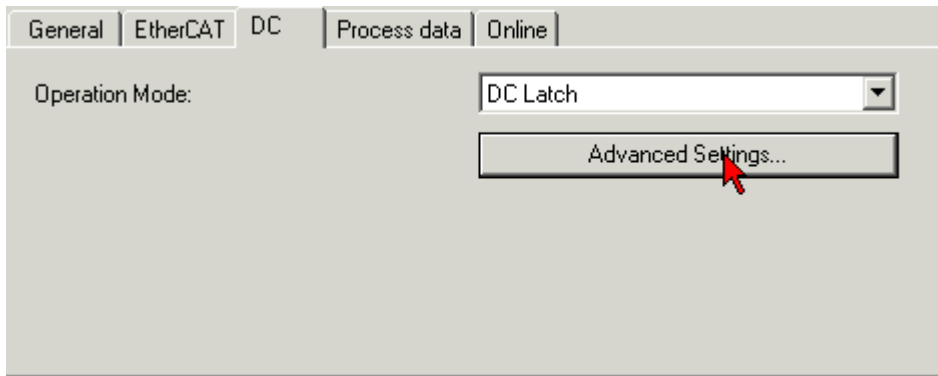 General EtherCAT DC Process data Online
Operation Mode: DC Latch
Advanced Settings...